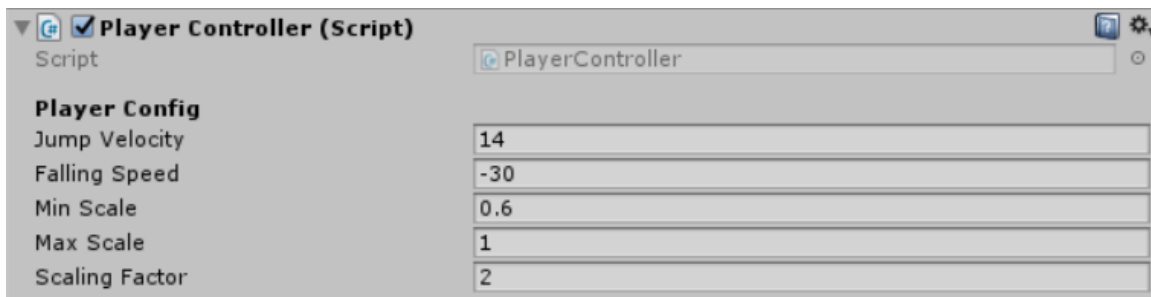 Player Controller (Script)
Script PlayerController
Player Config
Jump Velocity 14
Falling Speed -30
Min Scale 0.6
Max Scale 1
Scaling Factor 2